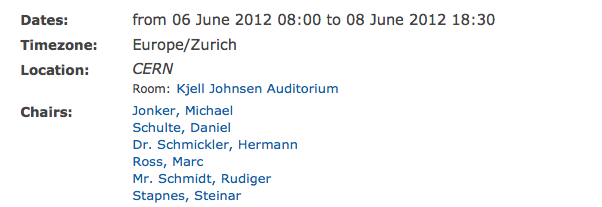 Dates: from 06 June 2012 08:00 to 08 June 2012 18:30
Timezone: Europe/Zurich
Location: CERN
Room: Kjell Johnsen Auditorium
Chairs: Jonker, Michael
Schulte, Daniel
Dr. Schmickler, Hermann
Ross, Marc
Mr. Schmidt, Rudiger
Stapnes, Steinar